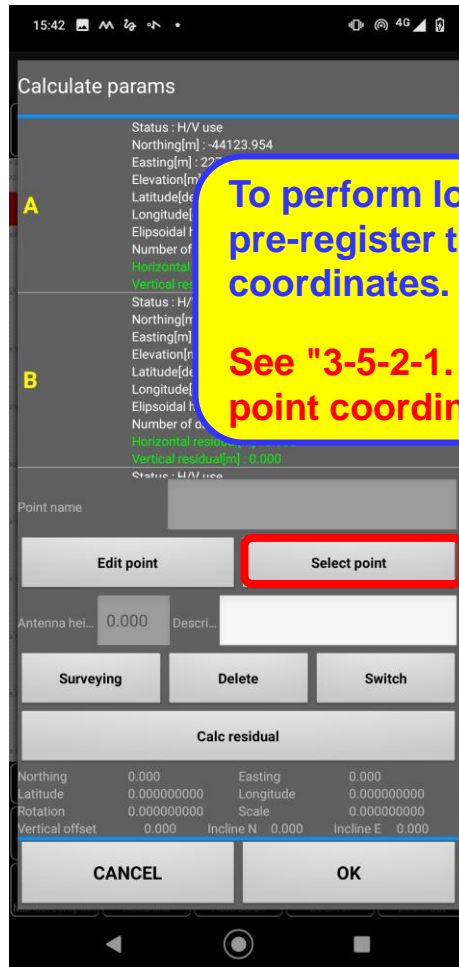 15:42
4G
Calculate params
A
Status : H/V use
Northing[m] : -44123.954
Easting[m] : 227
Elevation[m]
Latitude[de
Longitude[
Elipsoidal h
Number of
Horizontal
Vertical res
To perform lo
pre-register t
coordinates.
See "3-5-2-1.
point coordin
B
Status : H/
Northing[m
Easting[m]
Elevation[m
Latitude[de
Longitude[
Elipsoidal h
Number of d
Horizontal residual[m]
Vertical residual[m] : 0.000
Status : H/V use
Point name
Edit point Select point
Antenna hei... 0.000 Descri...
Surveying Delete Switch
Calc residual
Northing 0.000 Easting 0.000
Latitude 0.000000000 Longitude 0.000000000
Rotation 0.000000000 Scale 0.000000000
Vertical offset 0.000 Incline N 0.000 Incline E 0.000
CANCEL OK